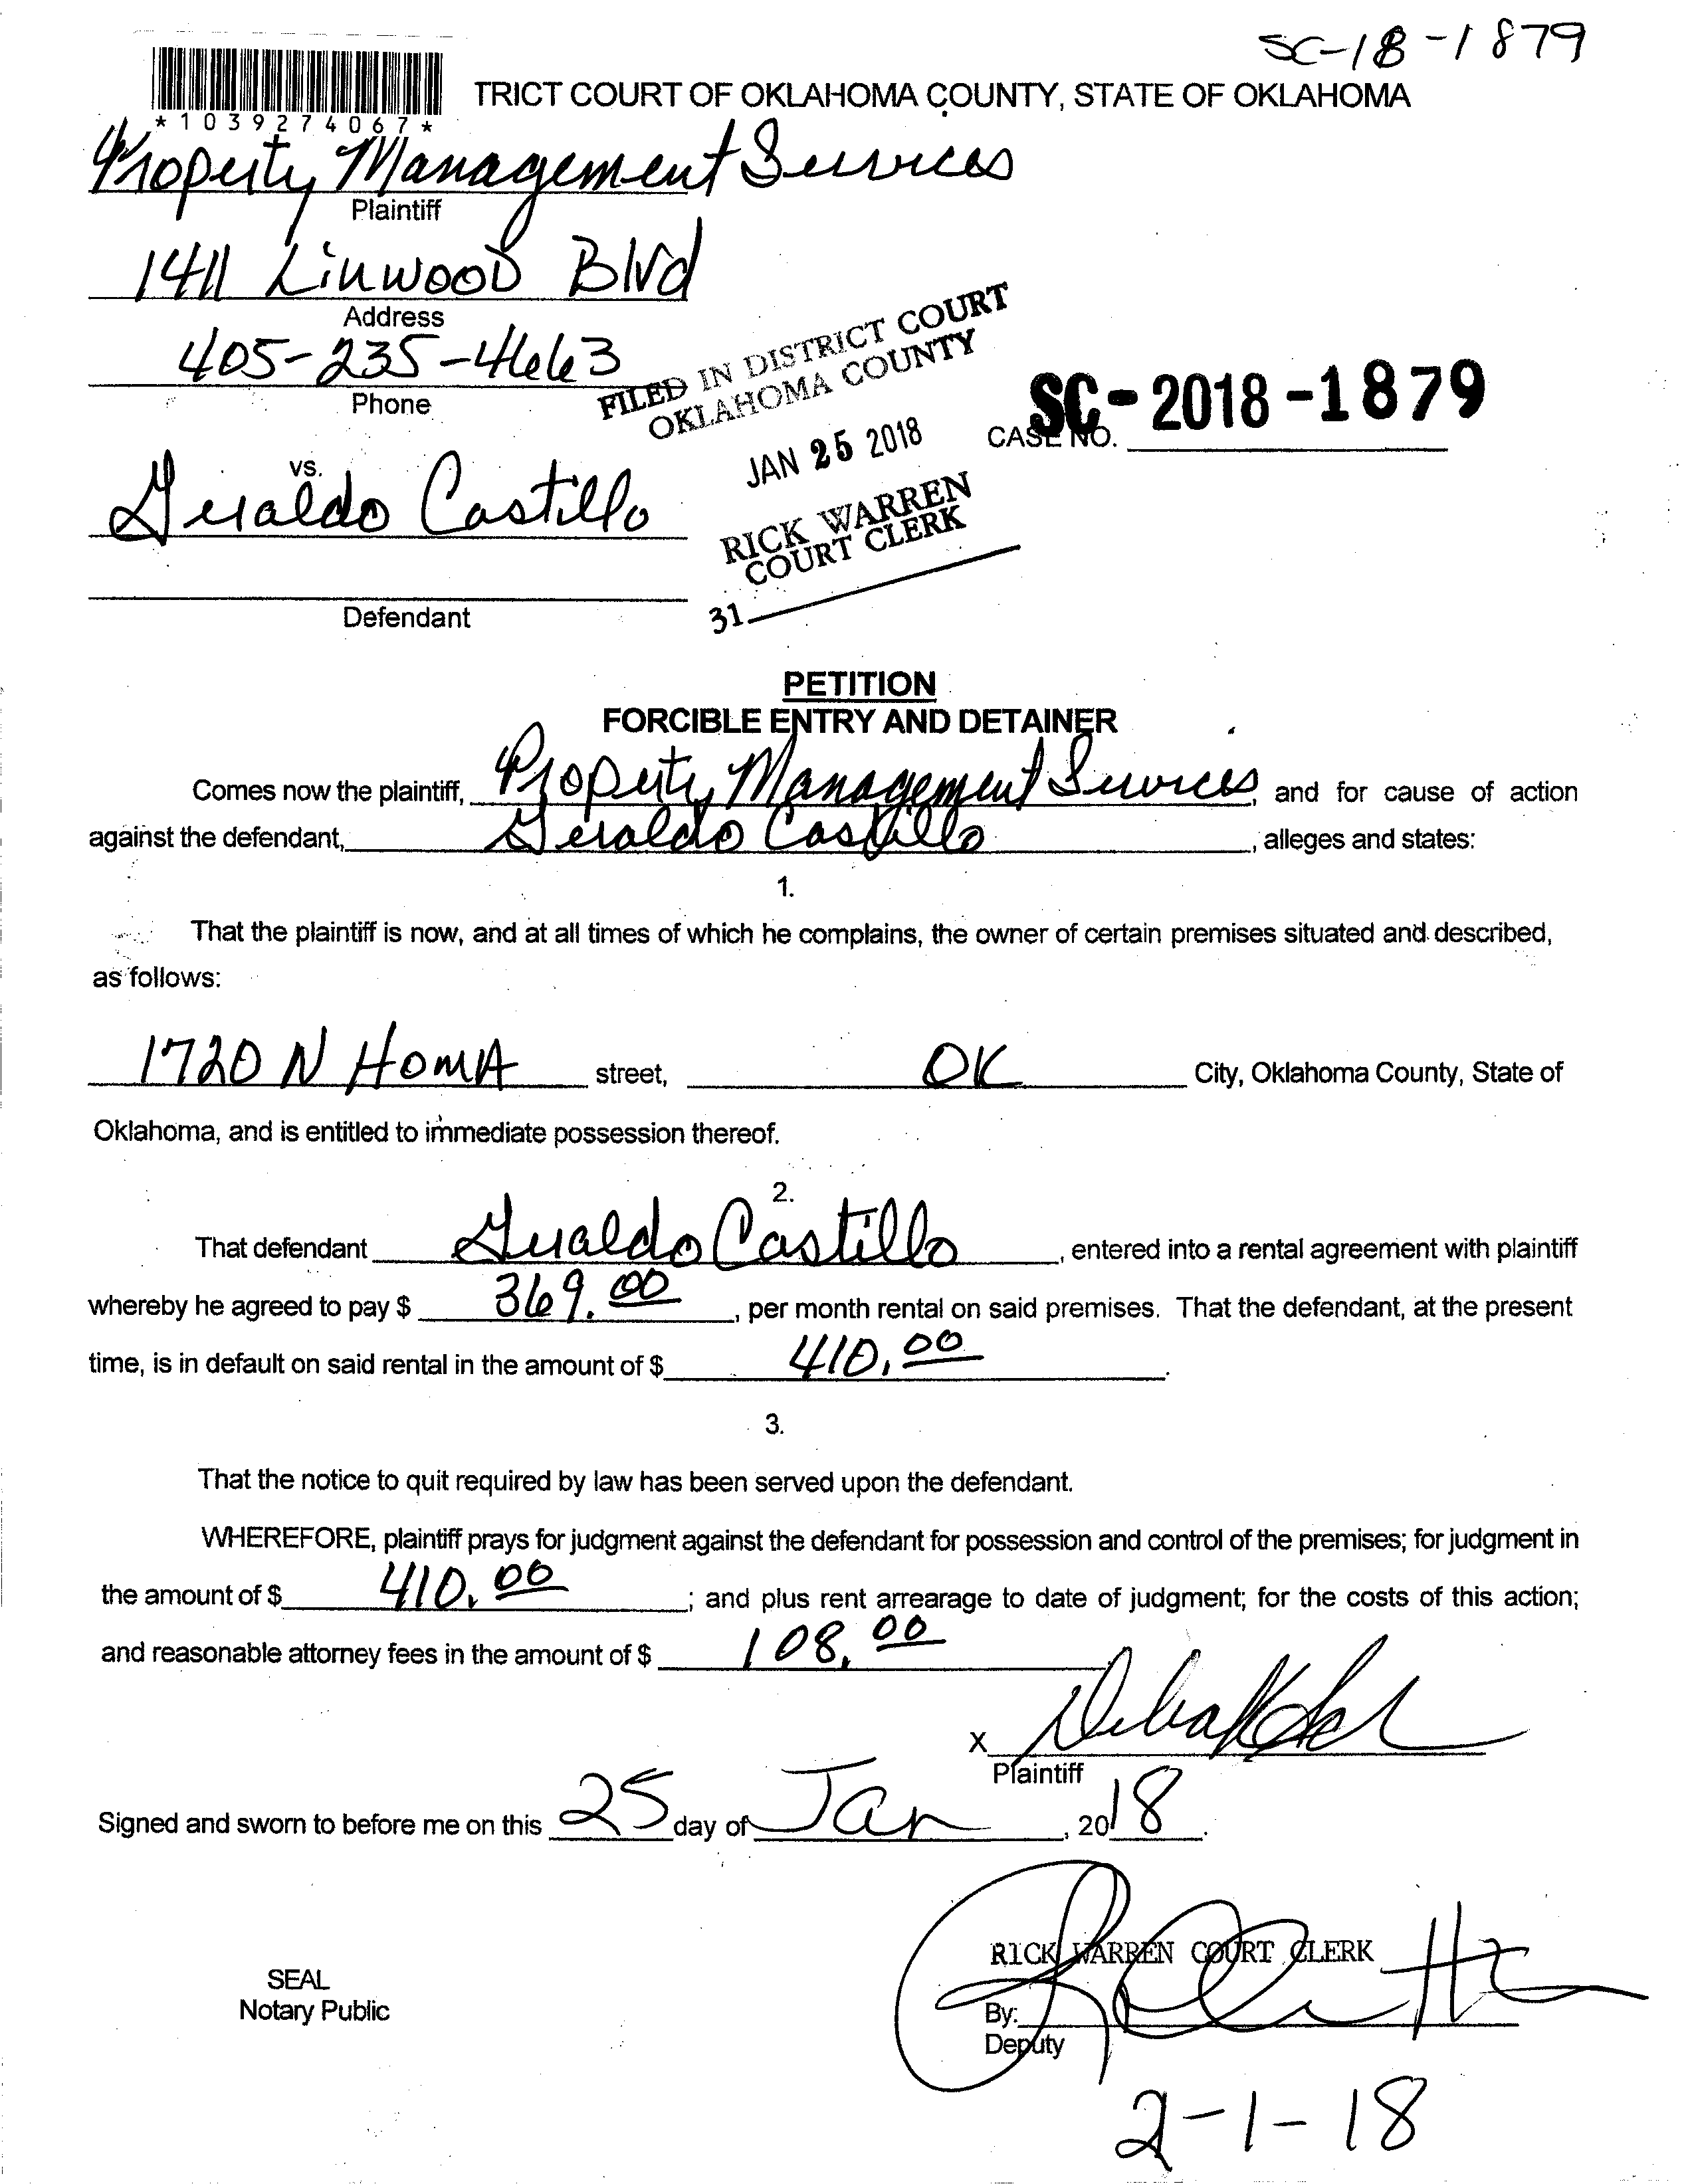 SC-18-1879
TRICT COURT OF OKLAHOMA COUNTY, STATE OF OKLAHOMA
*1039274067*
Property Management Services
Plaintiff
1411 Linwood Blvd
Address
405-235-4663
Phone
FILED IN DISTRICT COURT
OKLAHOMA COUNTY
JAN 25 2018
RICK WARREN
COURT CLERK
31
SC-2018-1879
CASE NO.
vs.
Geraldo Castillo
Defendant
PETITION
FORCIBLE ENTRY AND DETAINER
Comes now the plaintiff, Property Management Services, and for cause of action
against the defendant, Geraldo Castillo, alleges and states:
1.
That the plaintiff is now, and at all times of which he complains, the owner of certain premises situated and described,
as follows:
1720 N HOMA street, OK City, Oklahoma County, State of
Oklahoma, and is entitled to immediate possession thereof.
2.
That defendant Geraldo Castillo, entered into a rental agreement with plaintiff
whereby he agreed to pay $ 369.00, per month rental on said premises. That the defendant, at the present
time, is in default on said rental in the amount of $ 410.00.
3.
That the notice to quit required by law has been served upon the defendant.
WHEREFORE, plaintiff prays for judgment against the defendant for possession and control of the premises; for judgment in
the amount of $ 410.00; and plus rent arrearage to date of judgment; for the costs of this action;
and reasonable attorney fees in the amount of $ 108.00
X
Plaintiff
Signed and sworn to before me on this 25 day of Jan, 2018.
RICK WARREN COURT CLERK
SEAL
Notary Public
By:
Deputy
2-1-18